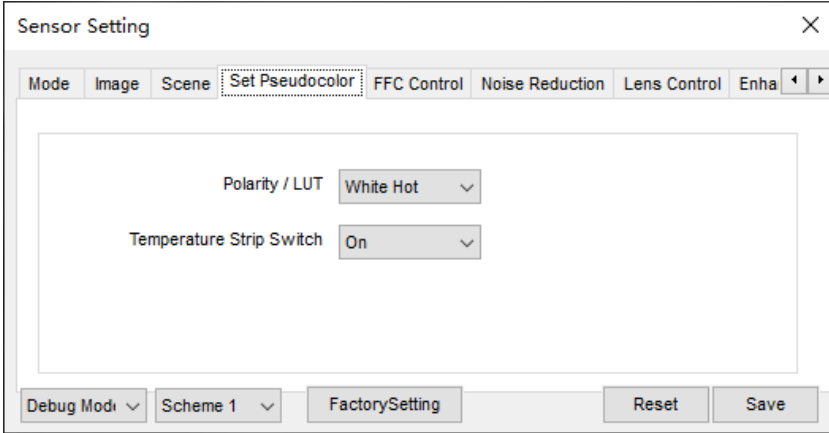 Sensor Setting
Mode Image Scene Set Pseudocolor FFC Control Noise Reduction Lens Control Enha
Polarity / LUT White Hot
Temperature Strip Switch On
Debug Mod Scheme 1 FactorySetting Reset Save